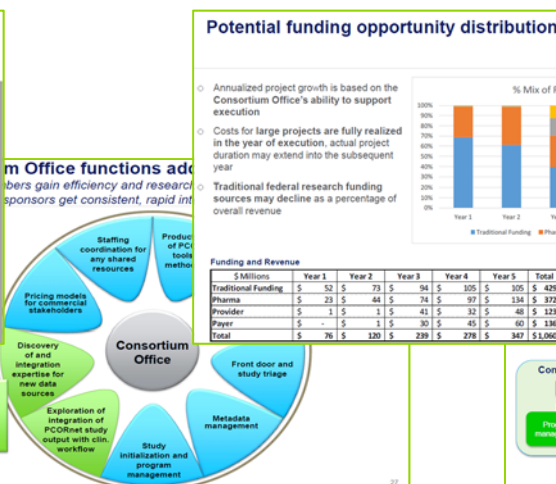 Potential funding opportunity distribution
Annualized project growth is based on the
Consortium Office's ability to support
execution
Costs for large projects are fully realized
in the year of execution, actual project
duration may extend into the subsequent
year
Traditional federal research funding
sources may decline as a percentage of
overall revenue
% Mix of
100%
90%
80%
70%
60%
50%
40%
30%
20%
10%
0%
Year 1 Year 2
Traditional Funding
Funding and Revenue
$ Millions Year 1 Year 2 Year 3 Year 4 Year 5 Total
Traditional Funding $ 52 $ 73 $ 94 $ 105 $ 105 $ 429
Pharma $ 23 $ 44 $ 74 $ 97 $ 134 $ 372
Provider $ 1 $ 1 $ 41 $ 32 $ 48 $ 123
Payer $ - $ 1 $ 30 $ 45 $ 60 $ 136
Total $ 76 $ 120 $ 239 $ 278 $ 347 $1,060
m Office functions
gain efficiency and
sponsors get consistent, rapid
Staffing
coordination for
any shared
resources
Pricing models
for commercial
stakeholders
Discovery
of and
integration
expertise for
new data
sources
Exploration of
integration of
PCORnet study
output with clin.
workflow
Study
initialization and
program
management
Metadata
management
Front door and
study triage
Consortium
Office
of
27